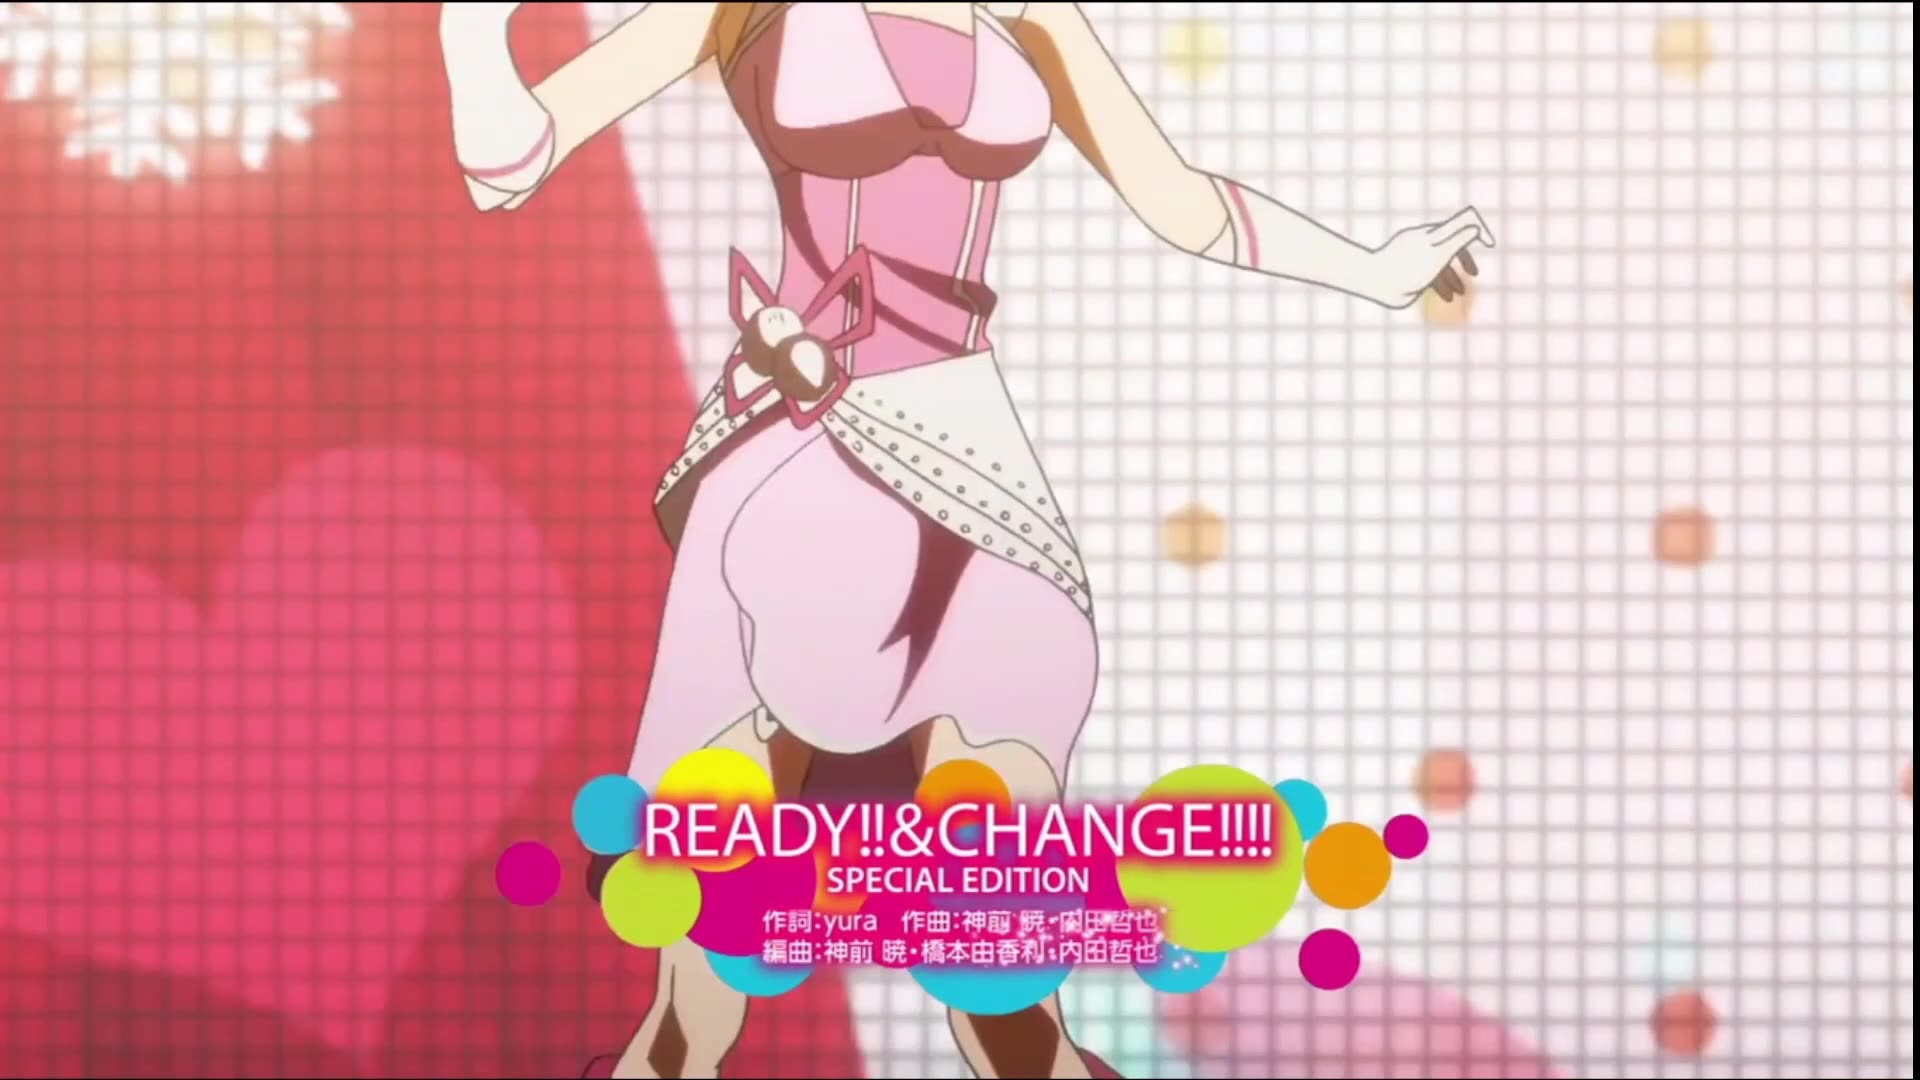 READY!!&CHANGE!!!!
SPECIAL EDITION
作詞：yura　作曲：神前 暁・内田哲也
編曲：神前 暁・橋本由香利・内田哲也